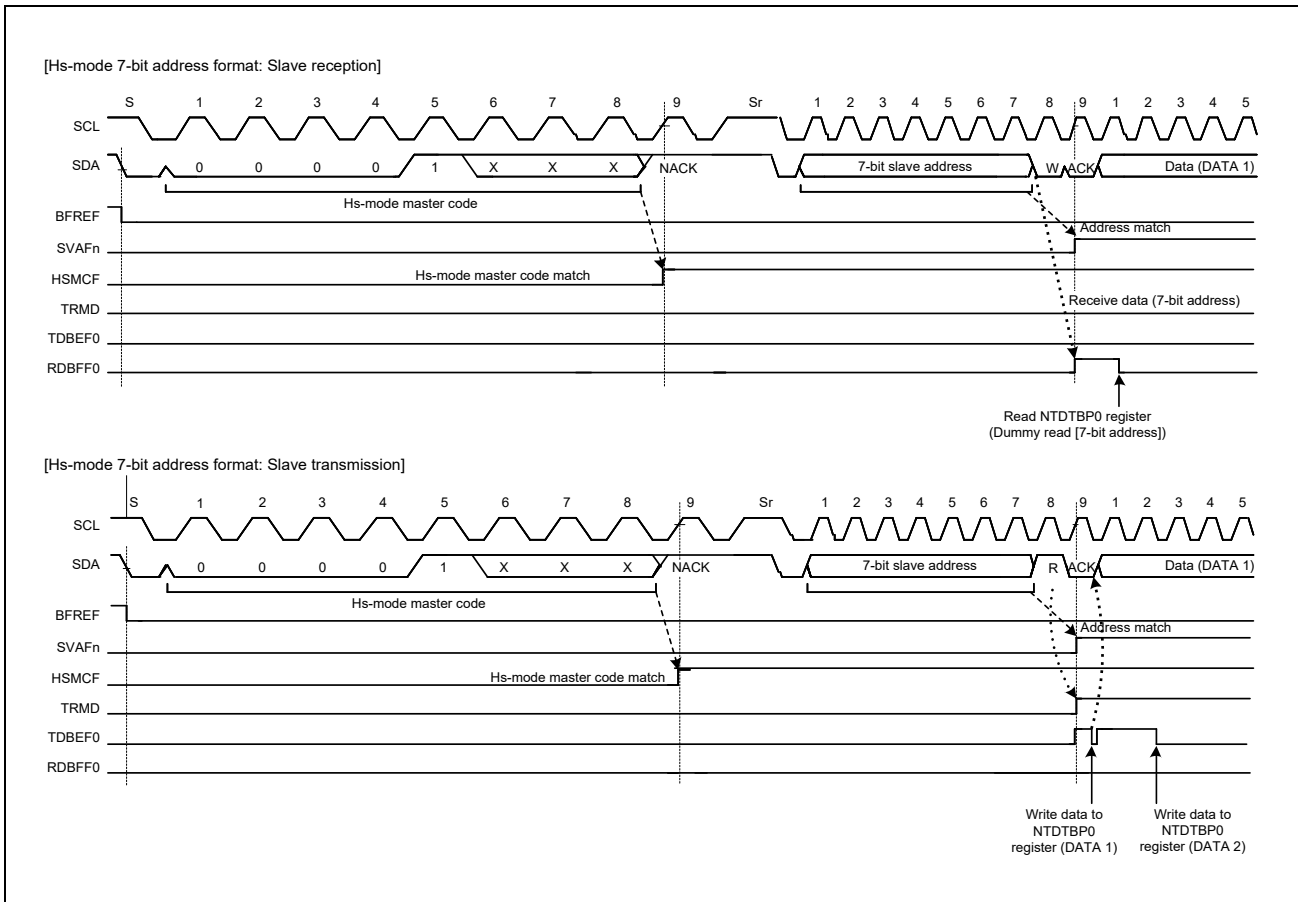 [Hs-mode 7-bit address format: Slave reception]
S 1 2 3 4 5 6 7 8 9 Sr 1 2 3 4 5 6 7 8 9 1 2 3 4 5
SCL
SDA 0 0 0 0 1 X X X NACK 7-bit slave address W ACK Data (DATA 1)
Hs-mode master code
BFREF
Address match
SVAFn
HSMCF Hs-mode master code match
TRMD
Receive data (7-bit address)
TDBEF0
RDBFF0
Read NTDTBP0 register
(Dummy read [7-bit address])
[Hs-mode 7-bit address format: Slave transmission]
S 1 2 3 4 5 6 7 8 9 Sr 1 2 3 4 5 6 7 8 9 1 2 3 4 5
SCL
SDA 0 0 0 0 1 X X X NACK 7-bit slave address R ACK Data (DATA 1)
Hs-mode master code
BFREF
Address match
SVAFn
HSMCF Hs-mode master code match
TRMD
TDBEF0
RDBFF0
Write data to NTDTBP0 register (DATA 1)
Write data to NTDTBP0 register (DATA 2)